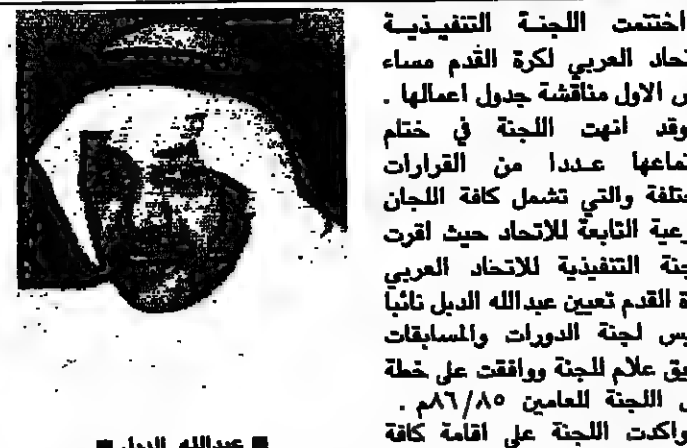 اختتمت اللجنة التنفيذية
تحاد العربي لكرة القدم مساء
س الاول مناقشة جدول اعمالها .
وقد انهت اللجنة في ختام
تماعها عددا من القرارات
ختلفة والتي تشمل كافة اللجان
رعية التابعة للاتحاد حيث اقرت
جنة التنفيذية للاتحاد العربي
ة القدم تعيين عبدالله الدبل نائبا
يس لجنة الدورات والمسابقات
يق علام للجنة ووافقت على خطة
ل اللجنة للعامين ٨٦/٨٥م .
واكدت اللجنة على اقامة كافة
■ عبدالله الدبل ■